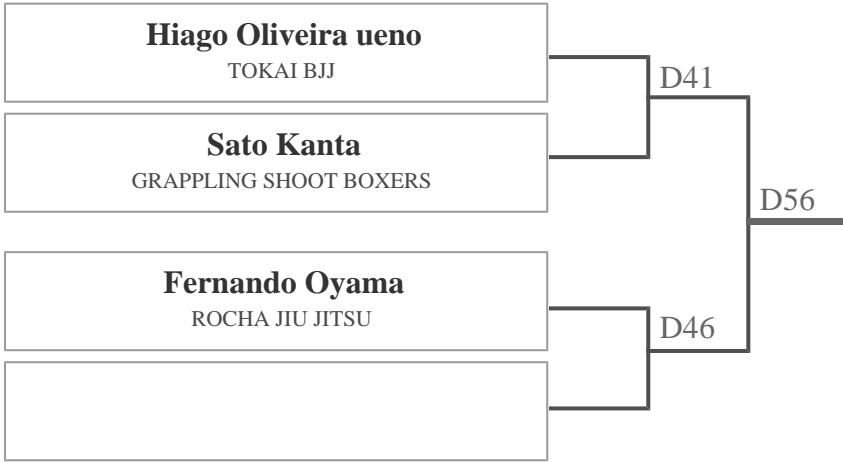 Hiago Oliveira ueno
TOKAI BJJ
D41
Sato Kanta
GRAPPLING SHOOT BOXERS
D56
Fernando Oyama
ROCHA JIU JITSU
D46